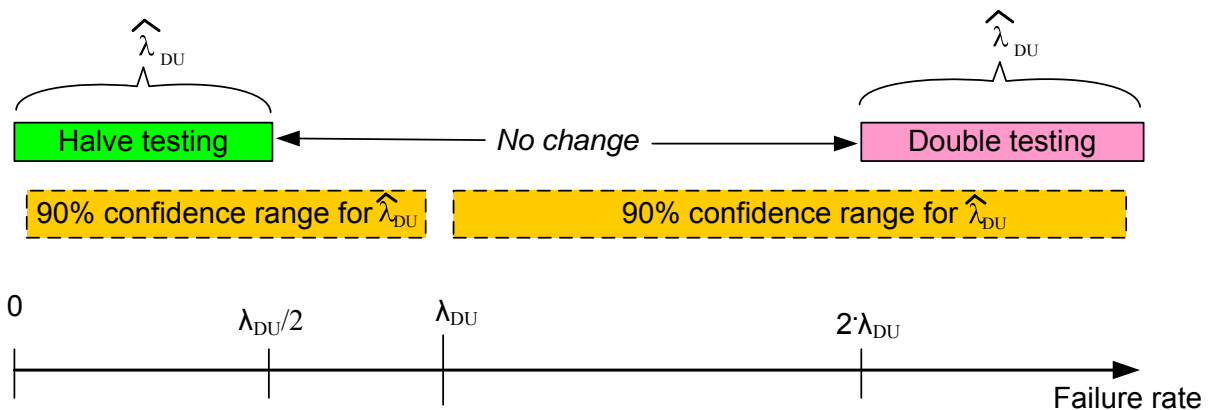 λ̂DU λ̂DU
Halve testing No change Double testing
90% confidence range for λ̂DU 90% confidence range for λ̂DU
0 λDU/2 λDU 2·λDU
Failure rate